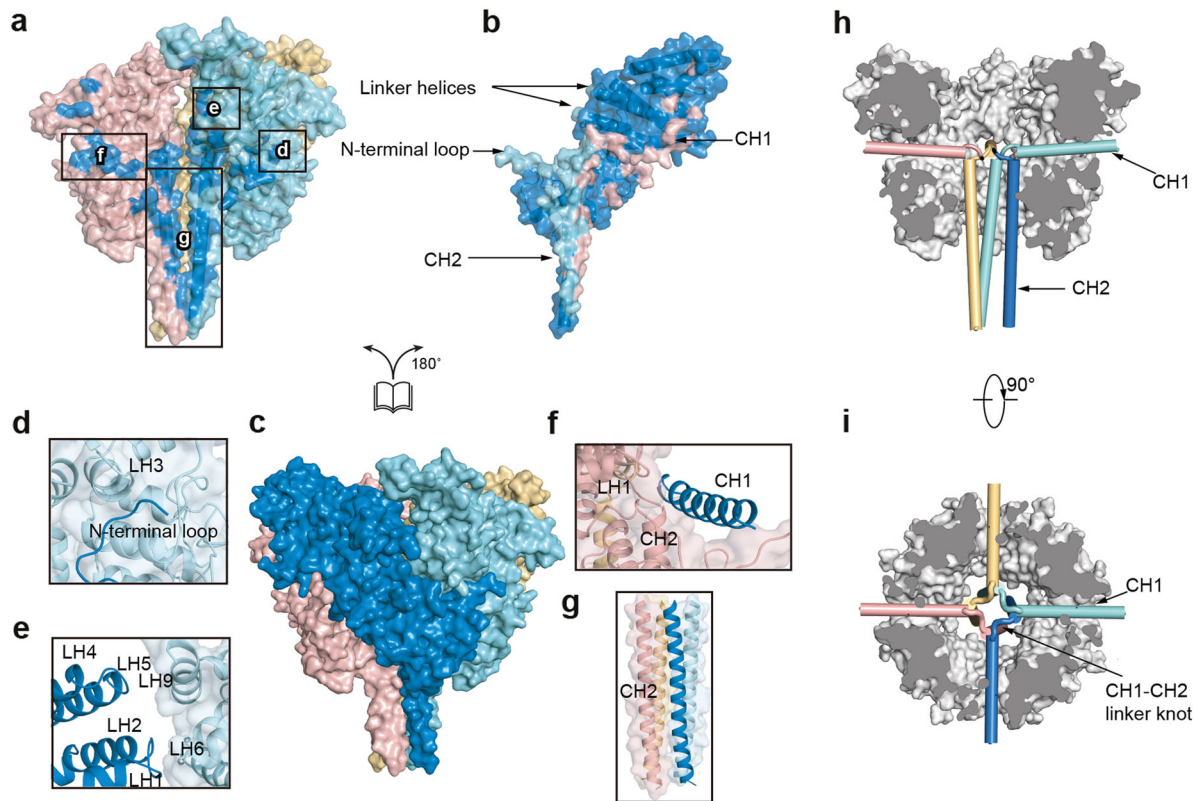 a
b
h
Linker helices
N-terminal loop
CH1
CH2
e
f
d
g
CH1
CH2
180°
90°
d
c
f
i
LH3
N-terminal loop
LH1
CH1
CH2
e
LH4
LH5
LH9
LH2
LH6
LH1
g
CH2
CH1
CH1-CH2
linker knot